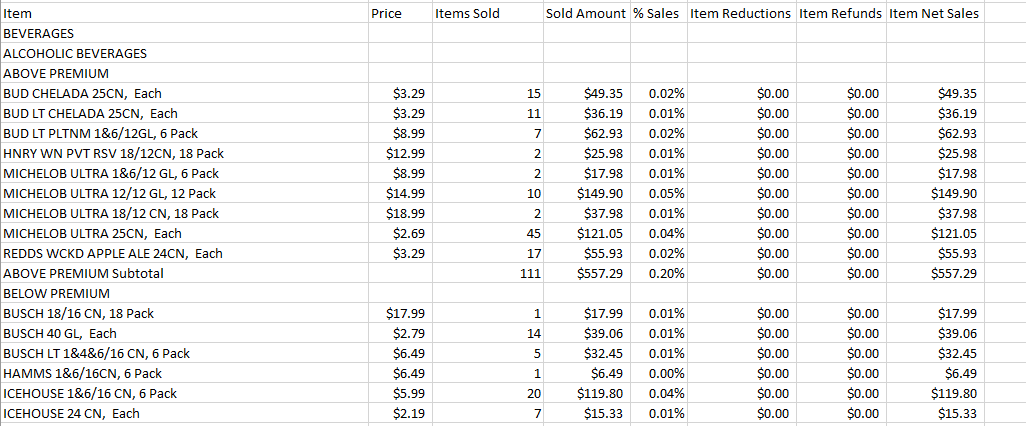 Item Price Items Sold Sold Amount % Sales Item Reductions Item Refunds Item Net Sales
BEVERAGES
ALCOHOLIC BEVERAGES
ABOVE PREMIUM
BUD CHELADA 25CN, Each $3.29 15 $49.35 0.02% $0.00 $0.00 $49.35
BUD LT CHELADA 25CN, Each $3.29 11 $36.19 0.01% $0.00 $0.00 $36.19
BUD LT PLTNM 1&6/12GL, 6 Pack $8.99 7 $62.93 0.02% $0.00 $0.00 $62.93
HNRY WN PVT RSV 18/12CN, 18 Pack $12.99 2 $25.98 0.01% $0.00 $0.00 $25.98
MICHELOB ULTRA 1&6/12 GL, 6 Pack $8.99 2 $17.98 0.01% $0.00 $0.00 $17.98
MICHELOB ULTRA 12/12 GL, 12 Pack $14.99 10 $149.90 0.05% $0.00 $0.00 $149.90
MICHELOB ULTRA 18/12 CN, 18 Pack $18.99 2 $37.98 0.01% $0.00 $0.00 $37.98
MICHELOB ULTRA 25CN, Each $2.69 45 $121.05 0.04% $0.00 $0.00 $121.05
REDDS WCKD APPLE ALE 24CN, Each $3.29 17 $55.93 0.02% $0.00 $0.00 $55.93
ABOVE PREMIUM Subtotal 111 $557.29 0.20% $0.00 $0.00 $557.29
BELOW PREMIUM
BUSCH 18/16 CN, 18 Pack $17.99 1 $17.99 0.01% $0.00 $0.00 $17.99
BUSCH 40 GL, Each $2.79 14 $39.06 0.01% $0.00 $0.00 $39.06
BUSCH LT 1&4&6/16 CN, 6 Pack $6.49 5 $32.45 0.01% $0.00 $0.00 $32.45
HAMMS 1&6/16CN, 6 Pack $6.49 1 $6.49 0.00% $0.00 $0.00 $6.49
ICEHOUSE 1&6/16 CN, 6 Pack $5.99 20 $119.80 0.04% $0.00 $0.00 $119.80
ICEHOUSE 24 CN, Each $2.19 7 $15.33 0.01% $0.00 $0.00 $15.33